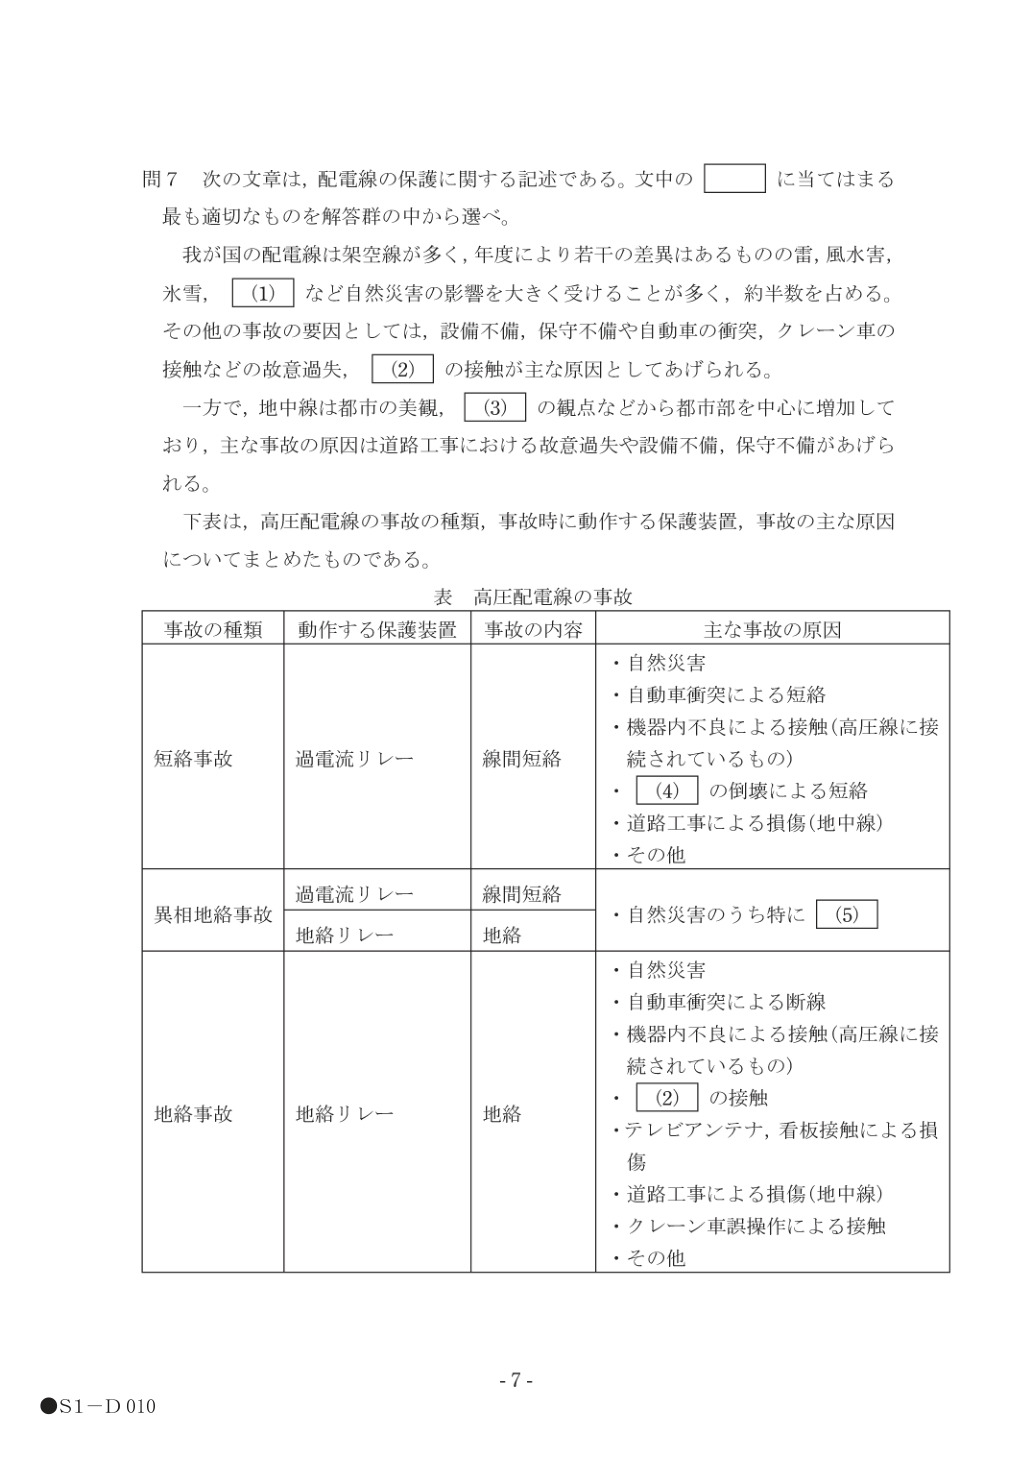 問7 次の文章は，配電線の保護に関する記述である。文中の に当てはまる
最も適切なものを解答群の中から選べ。
我が国の配電線は架空線が多く，年度により若干の差異はあるものの雷，風水害，
氷雪， (1) など自然災害の影響を大きく受けることが多く，約半数を占める。
その他の事故の要因としては，設備不備，保守不備や自動車の衝突，クレーン車の
接触などの故意過失， (2) の接触が主な原因としてあげられる。
一方で，地中線は都市の美観， (3) の観点などから都市部を中心に増加して
おり，主な事故の原因は道路工事における故意過失や設備不備，保守不備があげら
れる。
下表は，高圧配電線の事故の種類，事故時に動作する保護装置，事故の主な原因
についてまとめたものである。
表 高圧配電線の事故
事故の種類 動作する保護装置 事故の内容 主な事故の原因
短絡事故 過電流リレー 線間短絡
・自然災害
・自動車衝突による短絡
・機器内不良による接触(高圧線に接
続されているもの)
・ (4) の倒壊による短絡
・道路工事による損傷(地中線)
・その他
異相地絡事故
過電流リレー 線間短絡
地絡リレー 地絡
・自然災害のうち特に (5)
地絡事故 地絡リレー 地絡
・自然災害
・自動車衝突による断線
・機器内不良による接触(高圧線に接
続されているもの)
・ (2) の接触
・テレビアンテナ，看板接触による損
傷
・道路工事による損傷(地中線)
・クレーン車誤操作による接触
・その他
- 7 -
●S1－D 010